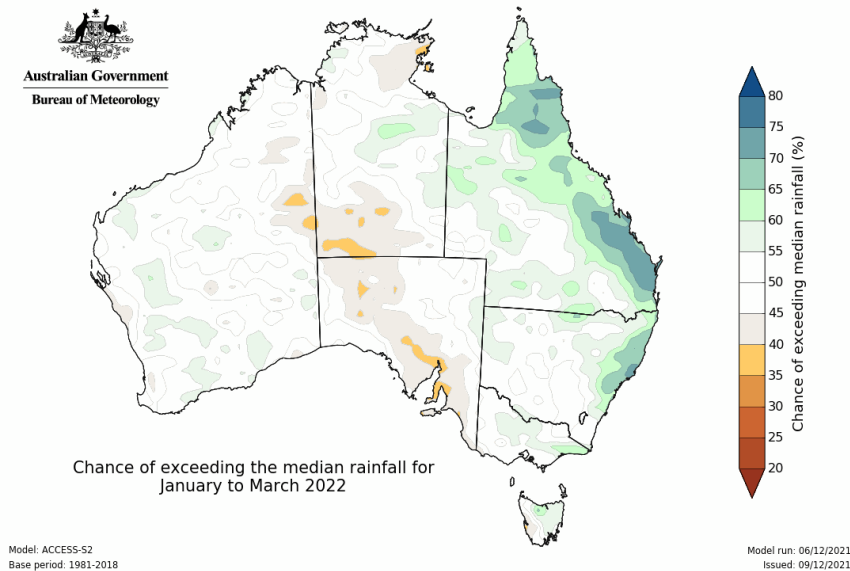 Australian Government
Bureau of Meteorology
80
75
70
65
60
55
50
45
40
35
30
25
20
Chance of exceeding median rainfall (%)
Chance of exceeding the median rainfall for
January to March 2022
Model: ACCESS-S2
Base period: 1981-2018
Model run: 06/12/2021
Issued: 09/12/2021